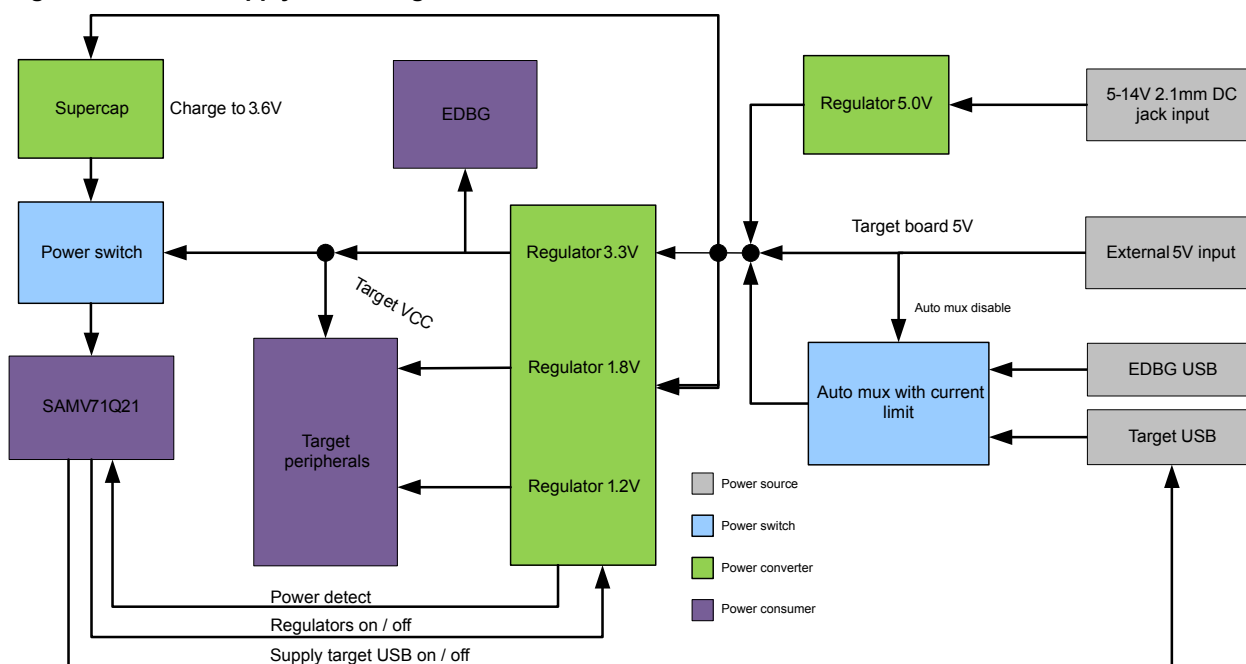 Supercap
Charge to 3.6V
EDBG
Regulator 5.0V
5-14V 2.1mm DC
jack input
Power switch
Regulator 3.3V
Target board 5V
External 5V input
Target VCC
Auto mux disable
SAMV71Q21
Regulator 1.8V
Auto mux with current
limit
EDBG USB
Target USB
Target
peripherals
Regulator 1.2V
Power source
Power switch
Power converter
Power consumer
Power detect
Regulators on / off
Supply target USB on / off